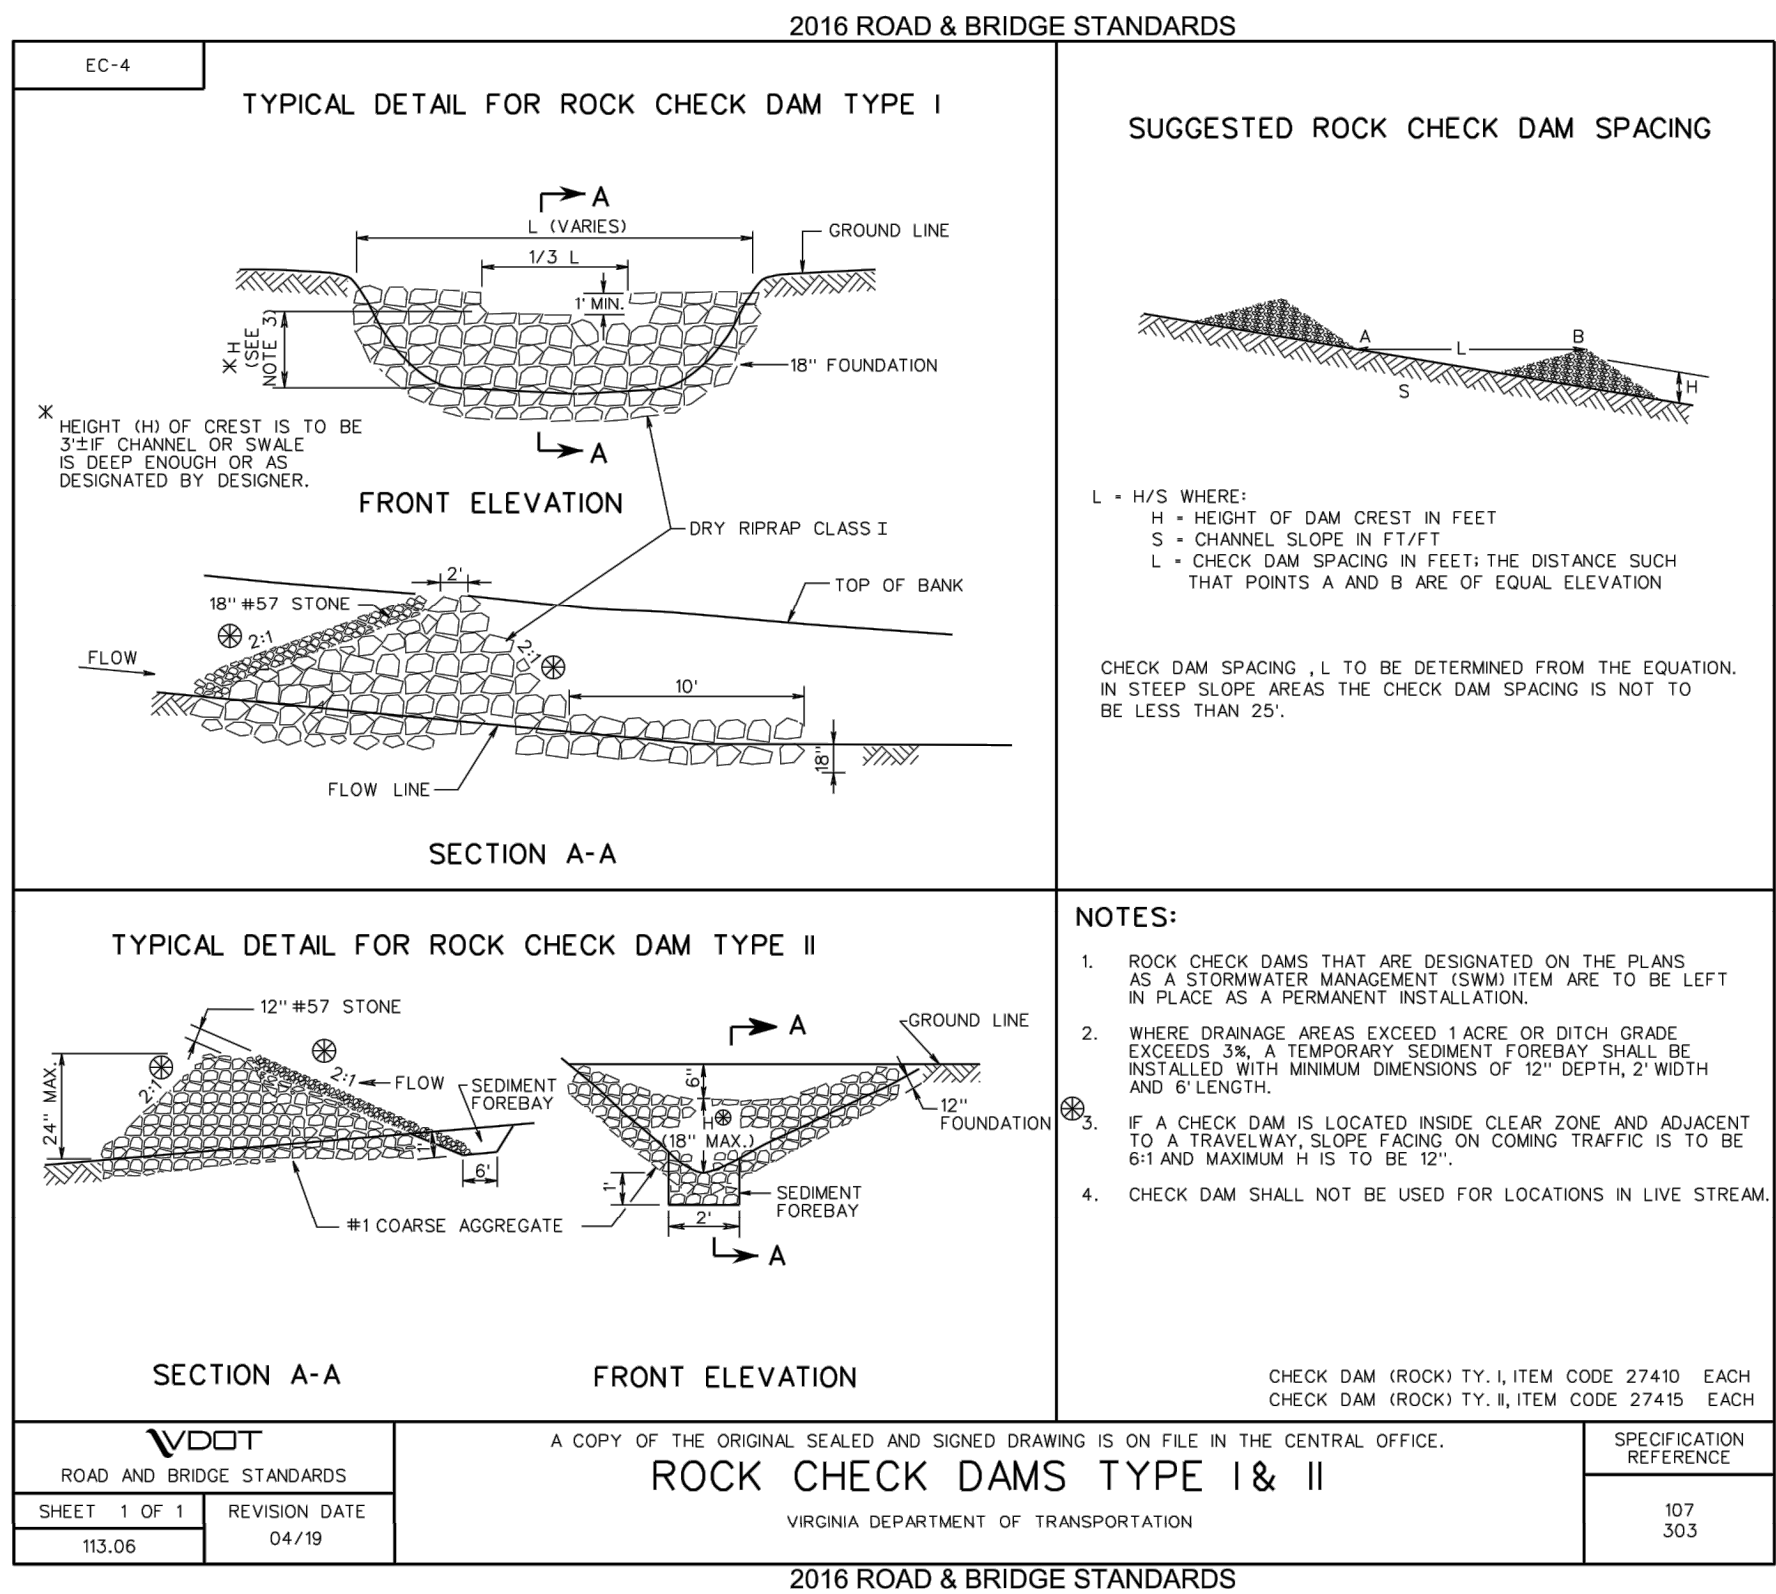 2016 ROAD & BRIDGE STANDARDS
EC-4
TYPICAL DETAIL FOR ROCK CHECK DAM TYPE I
A
L (VARIES)
GROUND LINE
1/3 L
1' MIN.
* H
(SEE
NOTE 3)
18" FOUNDATION
*
HEIGHT (H) OF CREST IS TO BE
3'±IF CHANNEL OR SWALE
IS DEEP ENOUGH OR AS
DESIGNATED BY DESIGNER.
A
FRONT ELEVATION
DRY RIPRAP CLASS I
2'
TOP OF BANK
18" #57 STONE
2:1
2:1
FLOW
10'
18"
FLOW LINE
SECTION A-A
SUGGESTED ROCK CHECK DAM SPACING
A
L
B
S
H
L = H/S WHERE:
H = HEIGHT OF DAM CREST IN FEET
S = CHANNEL SLOPE IN FT/FT
L = CHECK DAM SPACING IN FEET; THE DISTANCE SUCH
THAT POINTS A AND B ARE OF EQUAL ELEVATION
CHECK DAM SPACING , L TO BE DETERMINED FROM THE EQUATION.
IN STEEP SLOPE AREAS THE CHECK DAM SPACING IS NOT TO
BE LESS THAN 25'.
TYPICAL DETAIL FOR ROCK CHECK DAM TYPE II
12" #57 STONE
24" MAX.
2:1
2:1
FLOW
SEDIMENT
FOREBAY
1'
6'
#1 COARSE AGGREGATE
SECTION A-A
A
GROUND LINE
6"
12"
FOUNDATION
H
(18" MAX.)
1'
SEDIMENT
FOREBAY
2'
A
FRONT ELEVATION
NOTES:
1. ROCK CHECK DAMS THAT ARE DESIGNATED ON THE PLANS
AS A STORMWATER MANAGEMENT (SWM) ITEM ARE TO BE LEFT
IN PLACE AS A PERMANENT INSTALLATION.
2. WHERE DRAINAGE AREAS EXCEED 1 ACRE OR DITCH GRADE
EXCEEDS 3%, A TEMPORARY SEDIMENT FOREBAY SHALL BE
INSTALLED WITH MINIMUM DIMENSIONS OF 12" DEPTH, 2' WIDTH
AND 6' LENGTH.
3. IF A CHECK DAM IS LOCATED INSIDE CLEAR ZONE AND ADJACENT
TO A TRAVELWAY, SLOPE FACING ON COMING TRAFFIC IS TO BE
6:1 AND MAXIMUM H IS TO BE 12".
4. CHECK DAM SHALL NOT BE USED FOR LOCATIONS IN LIVE STREAM.
CHECK DAM (ROCK) TY. I, ITEM CODE 27410 EACH
CHECK DAM (ROCK) TY. II, ITEM CODE 27415 EACH
VDOT
ROAD AND BRIDGE STANDARDS
SHEET 1 OF 1
REVISION DATE
04/19
113.06
A COPY OF THE ORIGINAL SEALED AND SIGNED DRAWING IS ON FILE IN THE CENTRAL OFFICE.
ROCK CHECK DAMS TYPE I & II
VIRGINIA DEPARTMENT OF TRANSPORTATION
SPECIFICATION
REFERENCE
107
303
2016 ROAD & BRIDGE STANDARDS